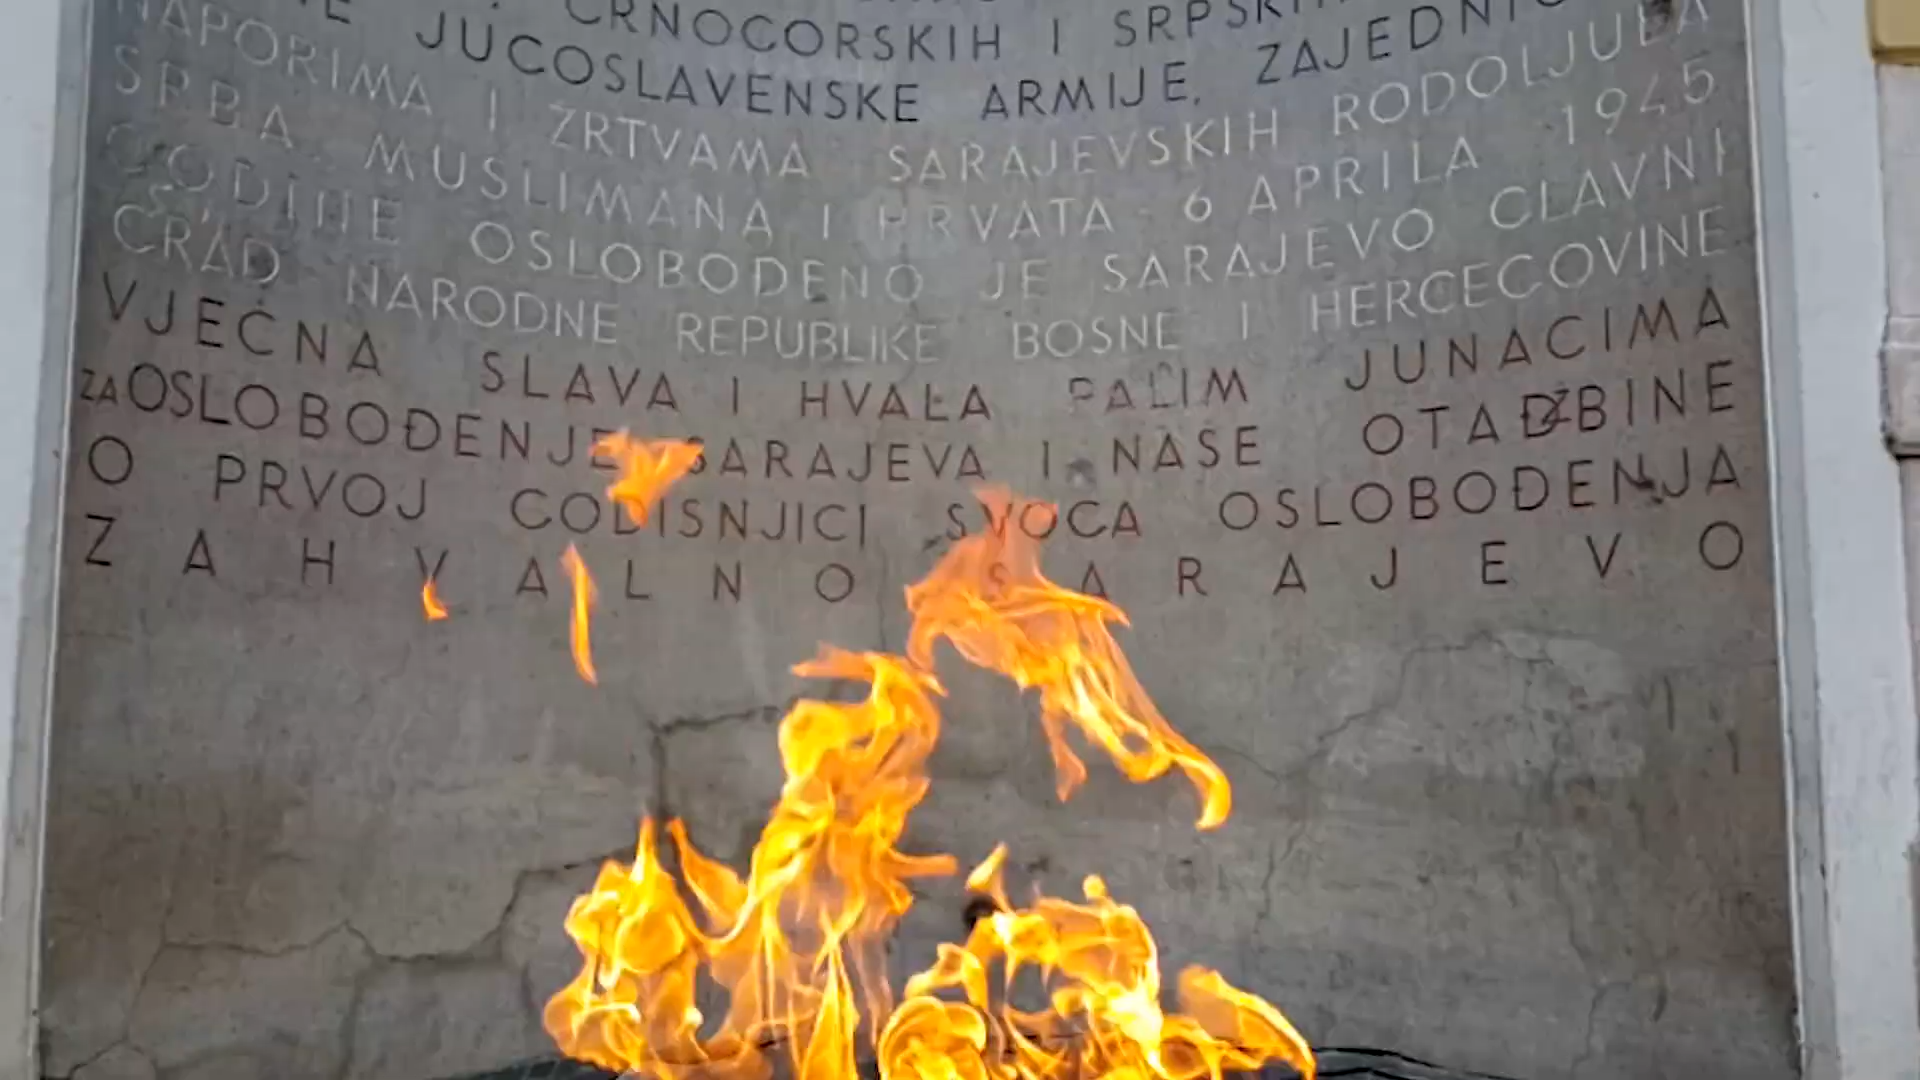 CRNOGORSKIH I
JUGOSLAVENSKE ARMIJE, ZAJEDNIČ
NAPORIMA I ŽRTVAMA SARAJEVSKIH RODOLJUBA
SRBA, MUSLIMANA I HRVATA 6 APRILA 1945
GODINE OSLOBOĐENO JE SARAJEVO GLAVNI
GRAD NARODNE REPUBLIKE BOSNE I HERCEGOVINE
VJEČNA SLAVA I HVALA PALIM JUNACIMA
ZA OSLOBOĐENJE SARAJEVA I NAŠE OTADŽBINE
O PRVOJ GODIŠNJICI SVOGA OSLOBOĐENJA
ZAHVALNO SARAJEVO